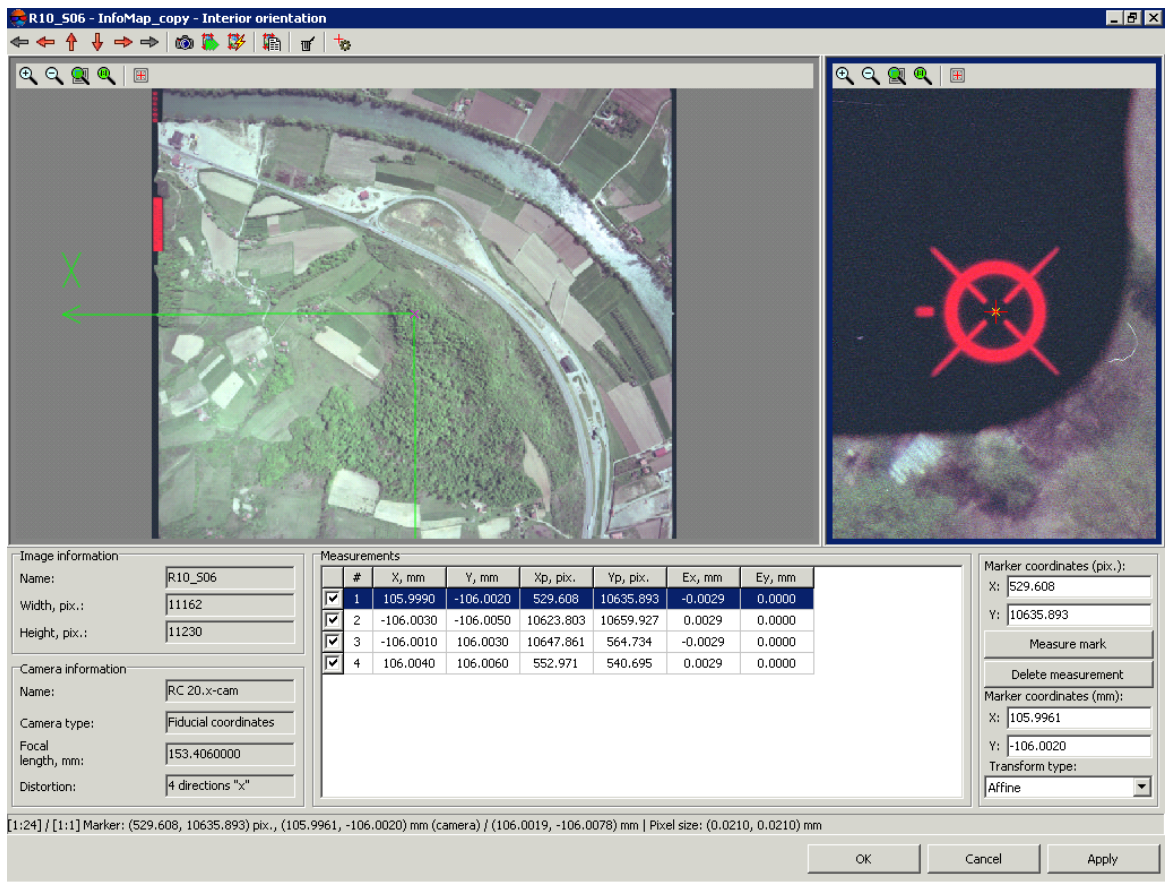 R10_S06 - InfoMap_copy - Interior orientation
X
Image information
Name: R10_S06
Width, pix.: 11162
Height, pix.: 11230
Camera information
Name: RC 20.x-cam
Camera type: Fiducial coordinates
Focal
length, mm: 153.4060000
Distortion: 4 directions "x"
Measurements
# X, mm Y, mm Xp, pix. Yp, pix. Ex, mm Ey, mm
1 105.9990 -106.0020 529.608 10635.893 -0.0029 0.0000
2 -106.0030 -106.0050 10623.803 10659.927 0.0029 0.0000
3 -106.0010 106.0030 10647.861 564.734 -0.0029 0.0000
4 106.0040 106.0060 552.971 540.695 0.0029 0.0000
Marker coordinates (pix.):
X: 529.608
Y: 10635.893
Measure mark
Delete measurement
Marker coordinates (mm):
X: 105.9961
Y: -106.0020
Transform type:
Affine
[1:24] / [1:1] Marker: (529.608, 10635.893) pix., (105.9961, -106.0020) mm (camera) / (106.0019, -106.0078) mm | Pixel size: (0.0210, 0.0210) mm
OK Cancel Apply